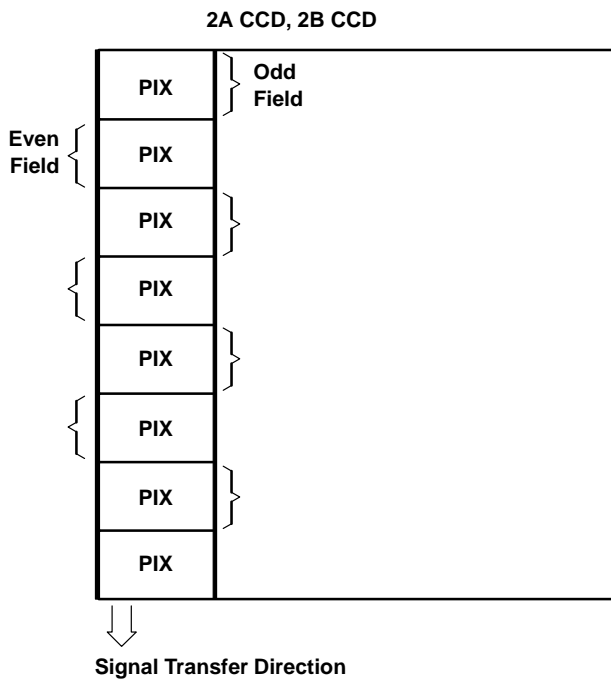 2A CCD, 2B CCD
PIX
Odd
Field
Even
Field
PIX
PIX
PIX
PIX
PIX
PIX
PIX
Signal Transfer Direction